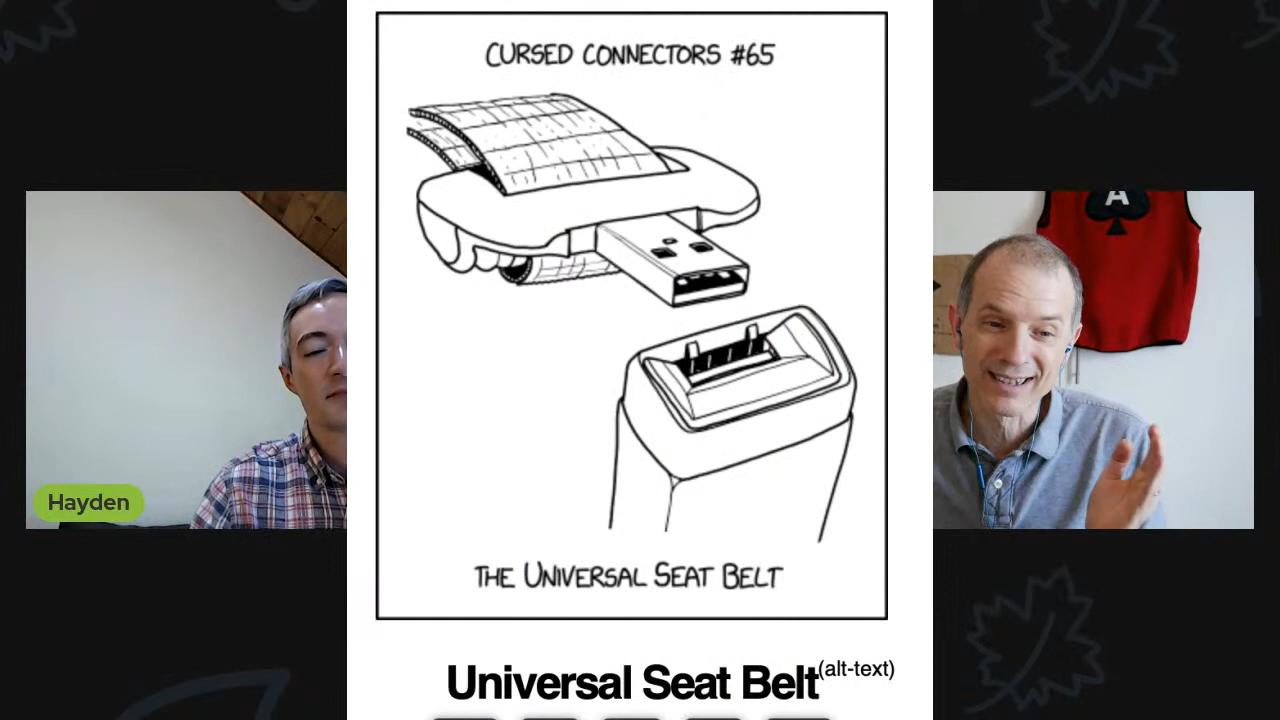 CURSED CONNECTORS #65
A
Hayden
THE UNIVERSAL SEAT BELT
Universal Seat Belt(alt-text)